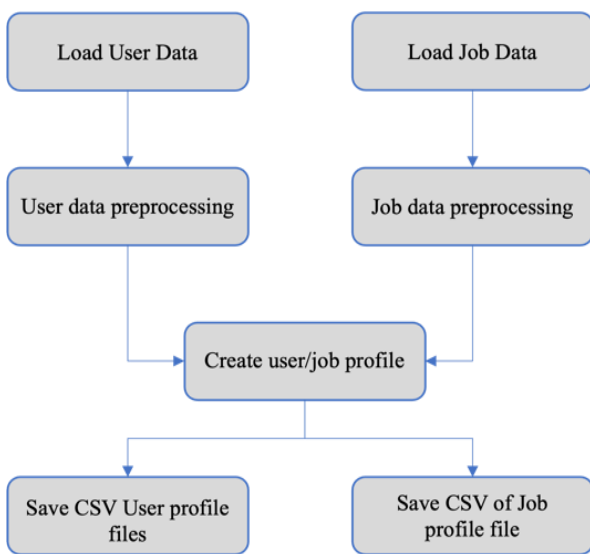 Load User Data
Load Job Data
User data preprocessing
Job data preprocessing
Create user/job profile
Save CSV User profile
files
Save CSV of Job
profile file